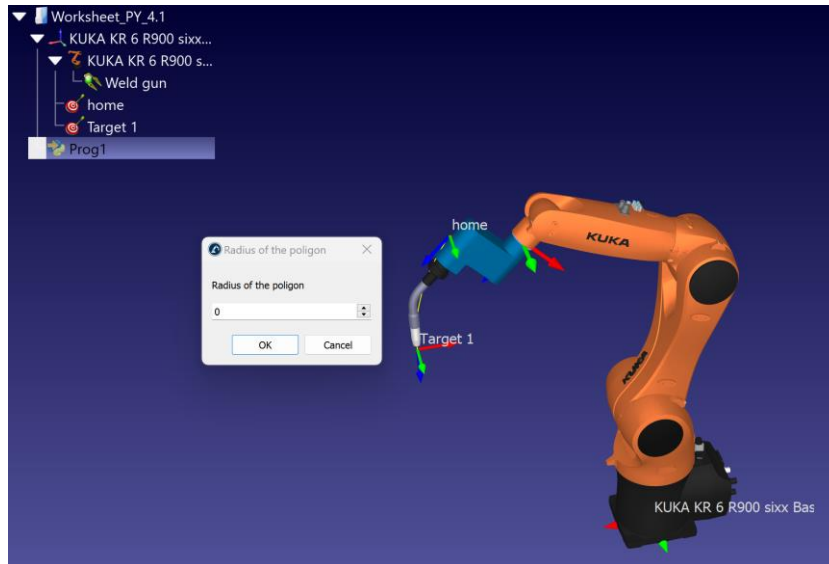 Worksheet_PY_4.1
KUKA KR 6 R900 sixx...
KUKA KR 6 R900 s...
Weld gun
home
Target 1
Prog1
home
KUKA
Radius of the poligon
Radius of the poligon
0
OK
Cancel
Target 1
KUKA
KUKA KR 6 R900 sixx Bas